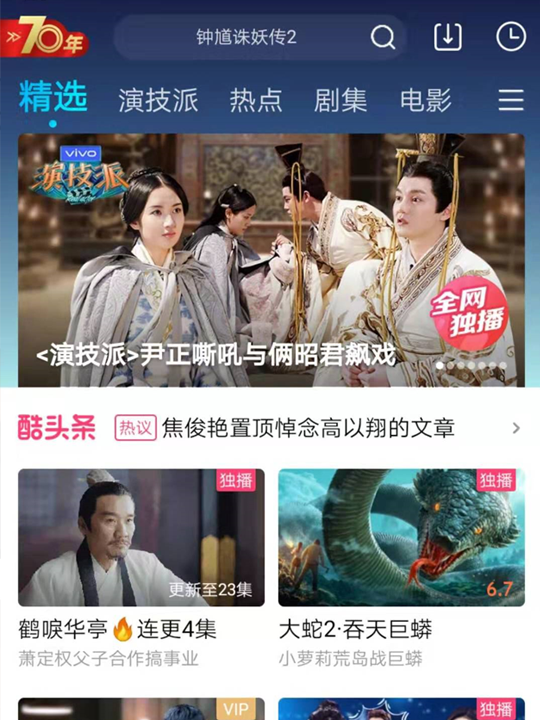 70年
钟馗诛妖传2
精选
演技派
热点
剧集
电影
vivo
演技派
全网
独播
<演技派>尹正嘶吼与俩昭君飙戏
酷头条
热议
焦俊艳置顶悼念高以翔的文章
独播
更新至23集
鹤唳华亭🔥连更4集
萧定权父子合作搞事业
独播
6.7
大蛇2·吞天巨蟒
小萝莉荒岛战巨蟒
VIP
独播